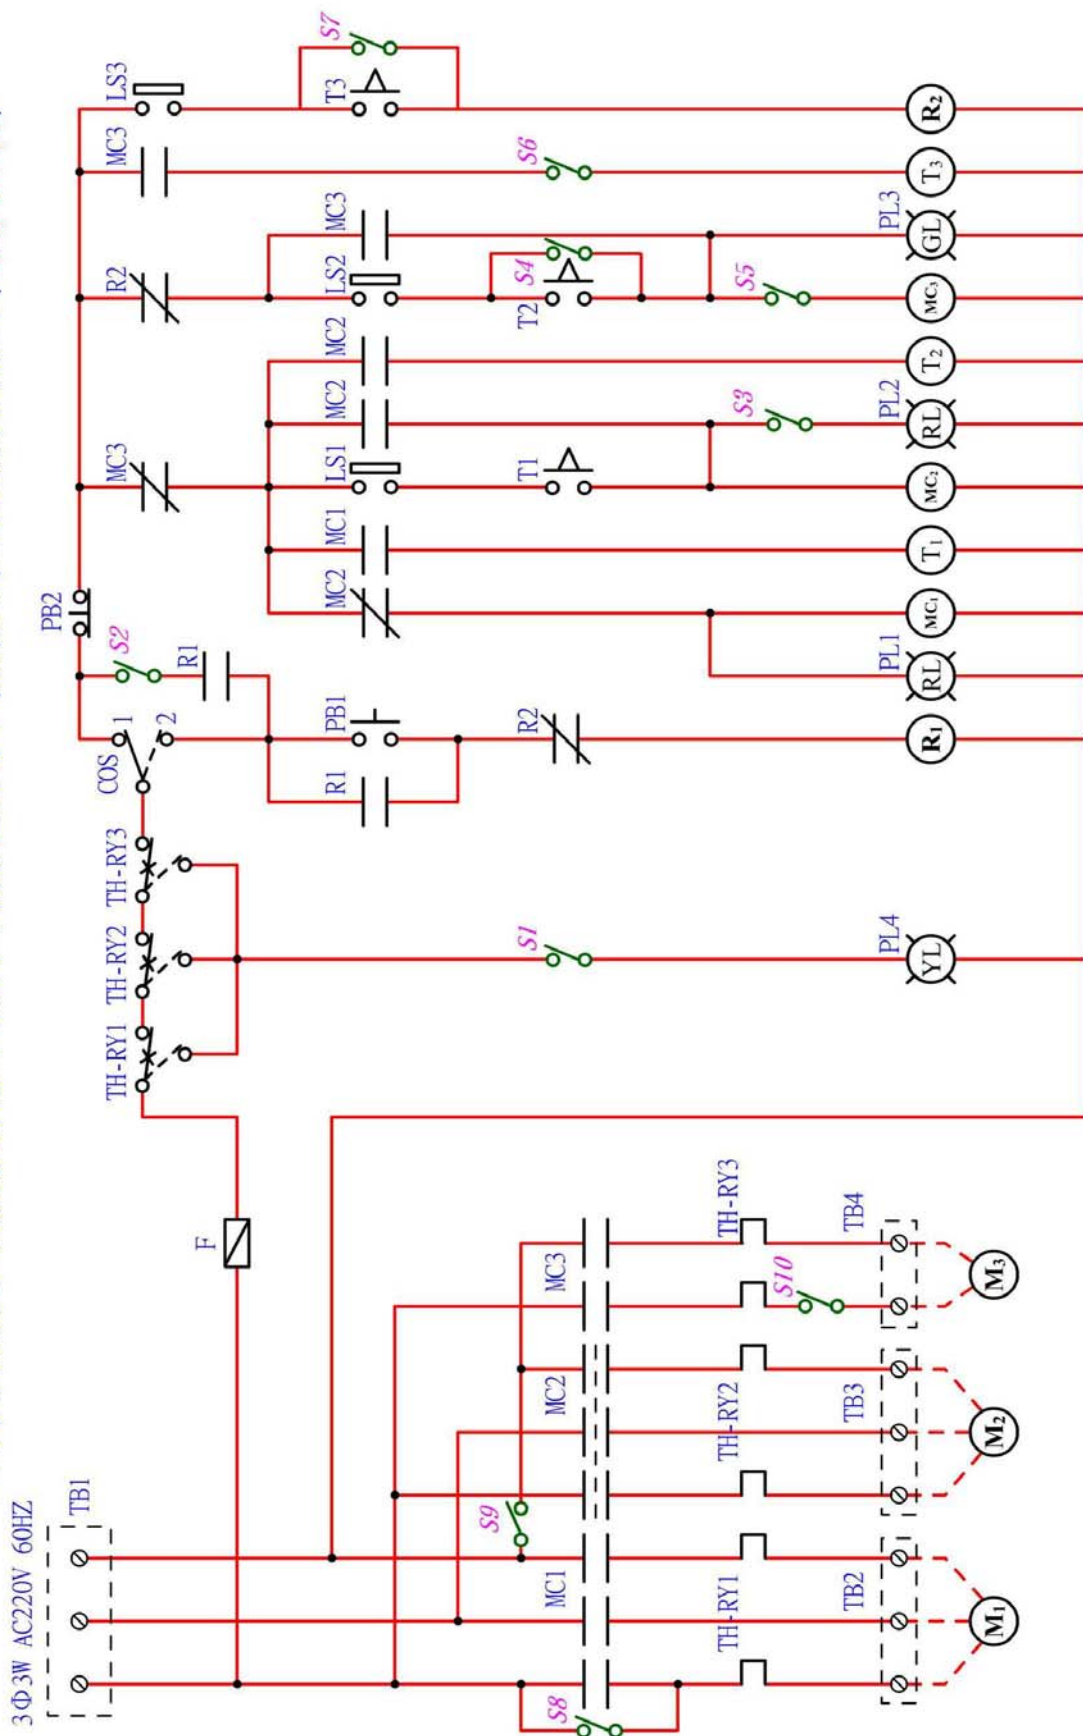 3Φ3W AC220V 60HZ
TB1
PB2
TH-RY1
TH-RY2
TH-RY3
COS
1
2
S2
R1
MC3
R2
MC3
LS3
F
S7
R1
PB1
MC2
MC1
LS1
MC2
MC2
LS2
MC3
T3
S9
S1
R2
T1
T2
S4
S6
S8
MC1
MC2
MC3
TH-RY1
TH-RY2
TH-RY3
S3
S5
S10
TB2
TB3
TB4
PL4
PL1
PL2
PL3
YL
R1
RL
MC1
T1
MC2
RL
T2
MC3
GL
T3
R2
M1
M2
M3